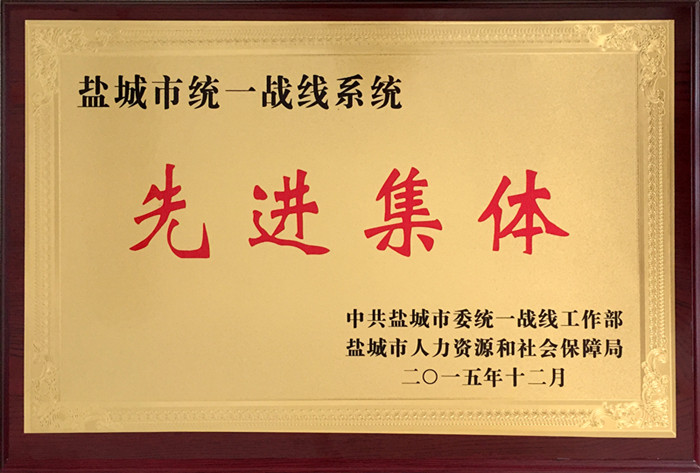 盐城市统一战线系统
先进集体
中共盐城市委统一战线工作部
盐城市人力资源和社会保障局
二〇一五年十二月